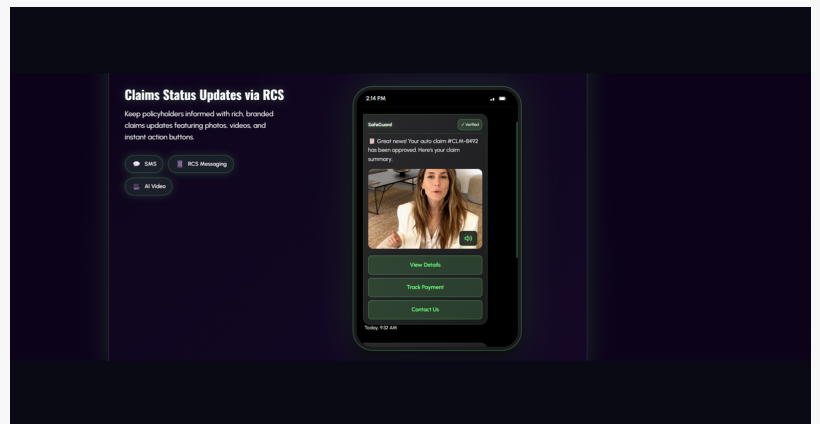 Claims Status Updates via RCS
Keep policyholders informed with rich, branded
claims updates featuring photos, videos, and
instant action buttons.
SMS
RCS Messaging
AI Video
2:14 PM
SafeGuard
✓ Verified
Great news! Your auto claim #CLM-8492
has been approved. Here's your claim
summary:
View Details
Track Payment
Contact Us
Today, 9:32 AM